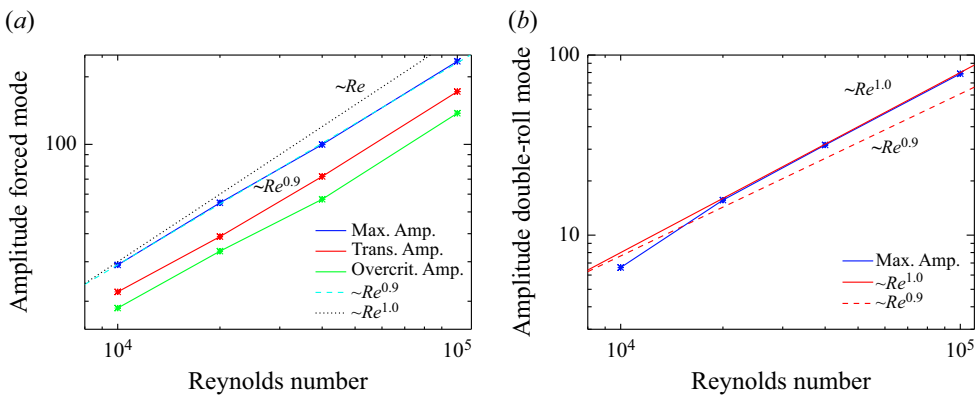 (a)
Amplitude forced mode
100
~Re
~Re^0.9
Max. Amp.
Trans. Amp.
Overcrit. Amp.
~Re^0.9
~Re^1.0
10^4
10^5
Reynolds number
(b)
Amplitude double-roll mode
100
10
~Re^1.0
~Re^0.9
Max. Amp.
~Re^1.0
~Re^0.9
10^4
10^5
Reynolds number